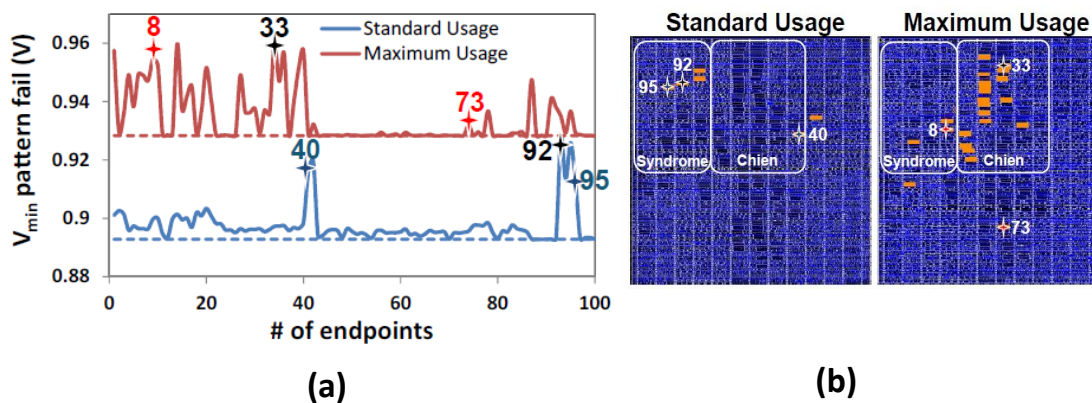 Standard Usage
Maximum Usage
V_min pattern fail (V)
0.96
0.94
0.92
0.9
0.88
0
20
40
60
80
100
# of endpoints
8
33
73
40
92
95
(a)
Standard Usage
92
95
40
Syndrome
Chien
Maximum Usage
33
8
Syndrome
Chien
73
(b)